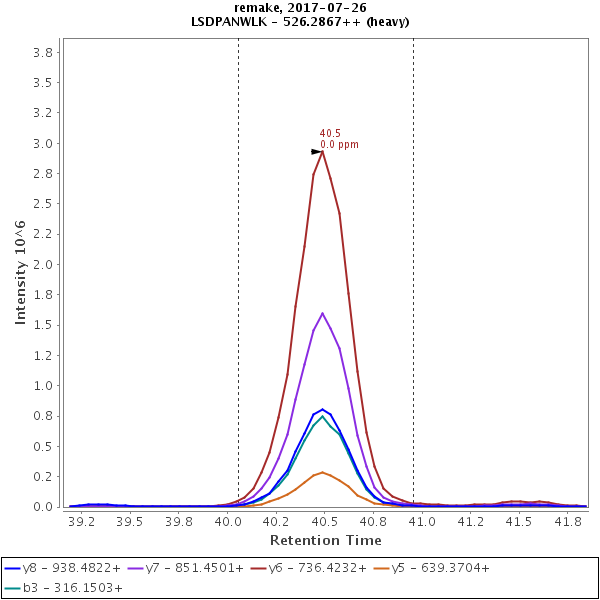 remake, 2017-07-26
LSDPANWLK - 526.2867++ (heavy)
3.8
3.5
3.2
3.0
2.8
2.5
2.2
2.0
1.8
1.5
1.2
1.0
0.8
0.5
0.2
0.0
Intensity 10^6
40.5
0.0 ppm
39.2 39.5 39.8 40.0 40.2 40.5 40.8 41.0 41.2 41.5 41.8
Retention Time
y8 - 938.4822+ y7 - 851.4501+ y6 - 736.4232+ y5 - 639.3704+
b3 - 316.1503+